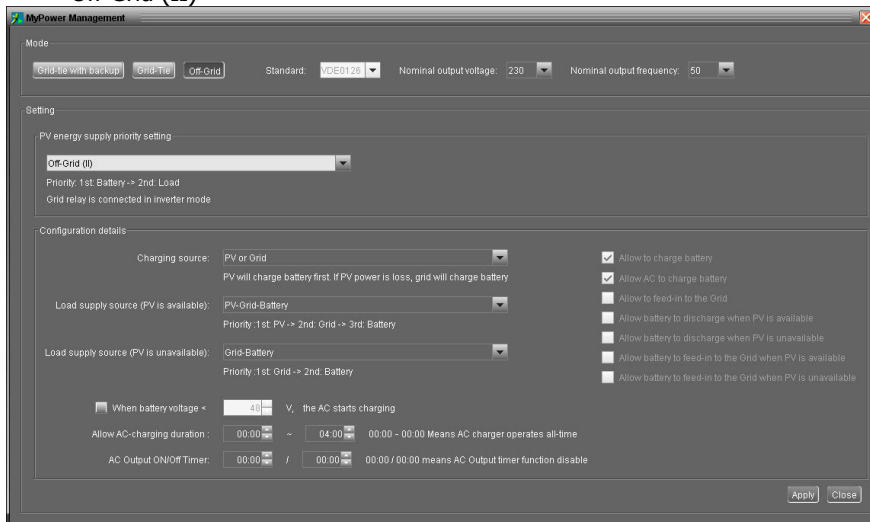 Off-Grid (II)
MyPower Management
Mode
Grid-tie with backup Grid-Tie Off-Grid Standard: VDE0126 Nominal output voltage: 230 Nominal output frequency: 50
Setting
PV energy supply priority setting
Off-Grid (II)
Priority: 1st: Battery -> 2nd: Load
Grid relay is connected in inverter mode
Configuration details
Charging source: PV or Grid
PV will charge battery first. If PV power is loss, grid will charge battery
Load supply source (PV is available): PV-Grid-Battery
Priority :1st: PV -> 2nd: Grid -> 3rd: Battery
Load supply source (PV is unavailable): Grid-Battery
Priority :1st: Grid -> 2nd: Battery
Allow to charge battery
Allow AC to charge battery
Allow to feed-in to the Grid
Allow battery to discharge when PV is available
Allow battery to discharge when PV is unavailable
Allow battery to feed-in to the Grid when PV is available
Allow battery to feed-in to the Grid when PV is unavailable
When battery voltage < 48 V, the AC starts charging
Allow AC-charging duration : 00:00 ~ 04:00 00:00 - 00:00 Means AC charger operates all-time
AC Output ON/Off Timer: 00:00 / 00:00 00:00 / 00:00 means AC Output timer function disable
Apply Close